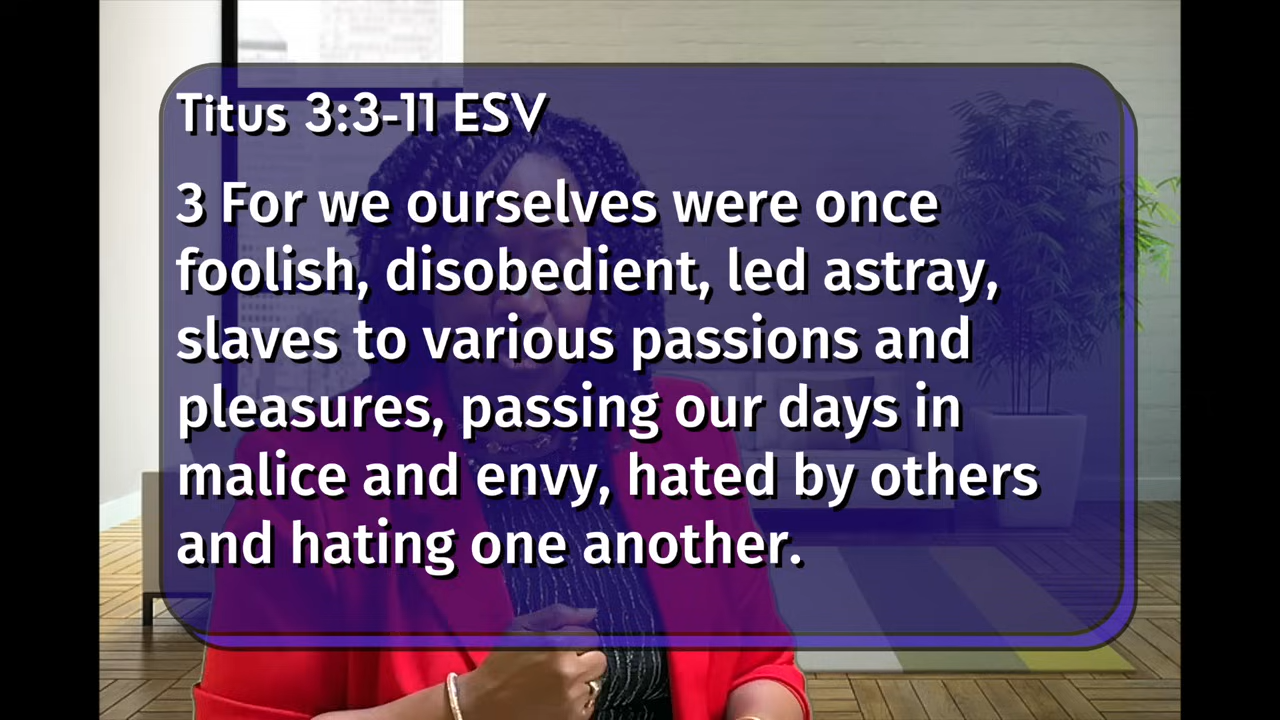 Titus 3:3-11 ESV
3 For we ourselves were once
foolish, disobedient, led astray,
slaves to various passions and
pleasures, passing our days in
malice and envy, hated by others
and hating one another.